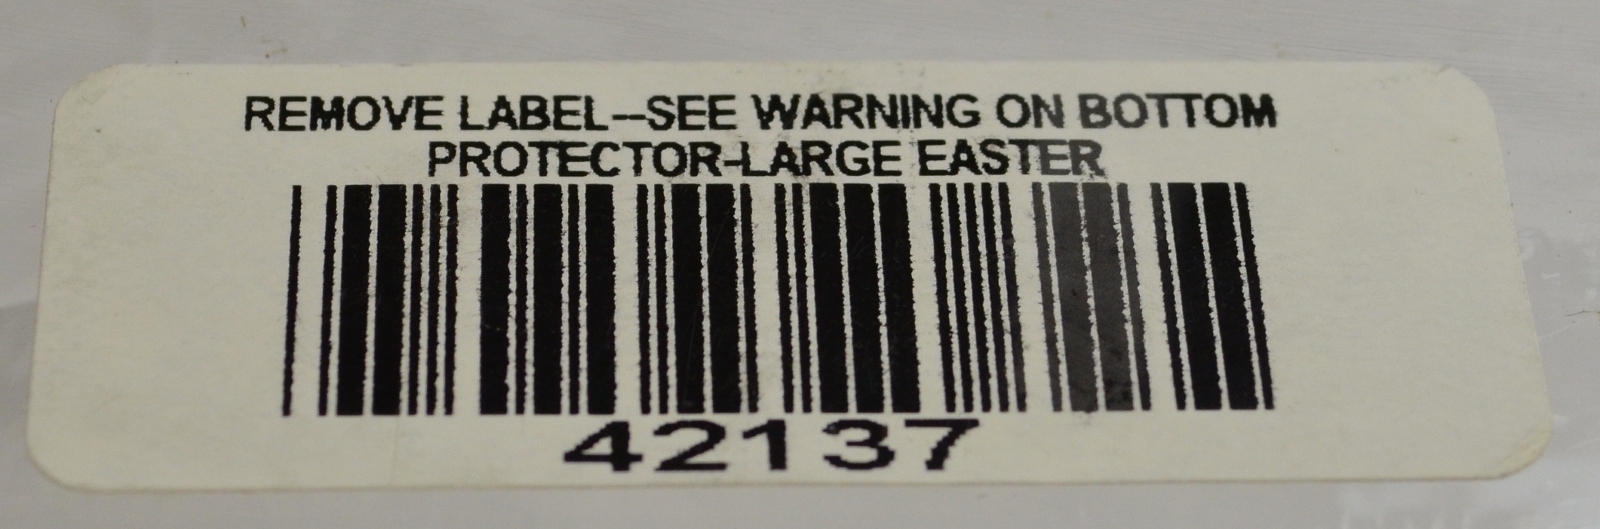 REMOVE LABEL--SEE WARNING ON BOTTOM
PROTECTOR-LARGE EASTER
42137